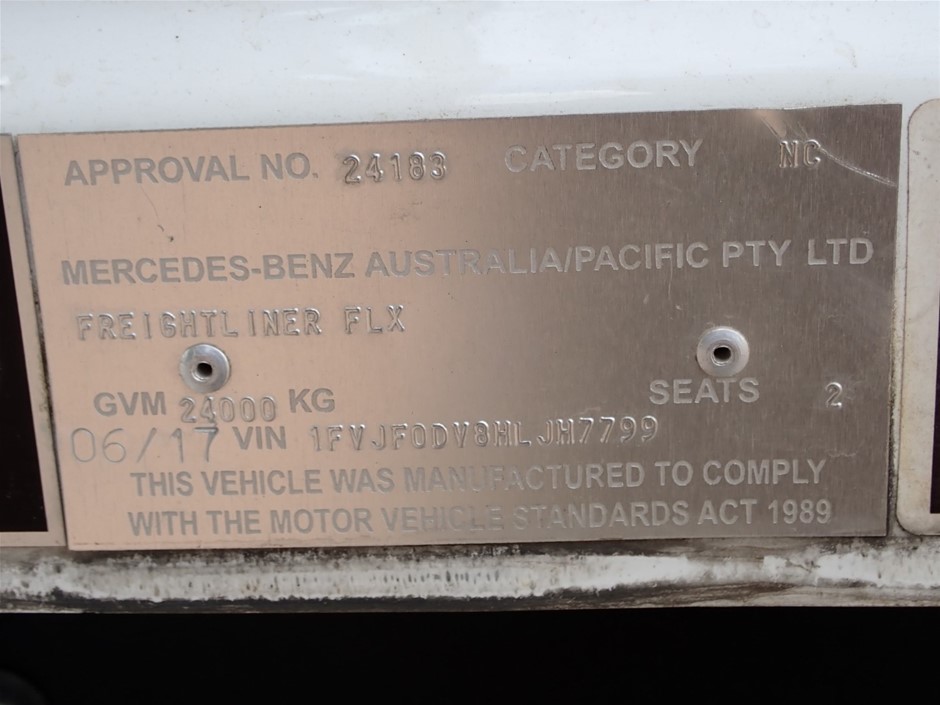 APPROVAL NO. 24183 CATEGORY NC
MERCEDES-BENZ AUSTRALIA/PACIFIC PTY LTD
FREIGHTLINER FLX
GVM 24000 KG SEATS 2
06/17 VIN 1FVJF0DV8HLJH7799
THIS VEHICLE WAS MANUFACTURED TO COMPLY
WITH THE MOTOR VEHICLE STANDARDS ACT 1989